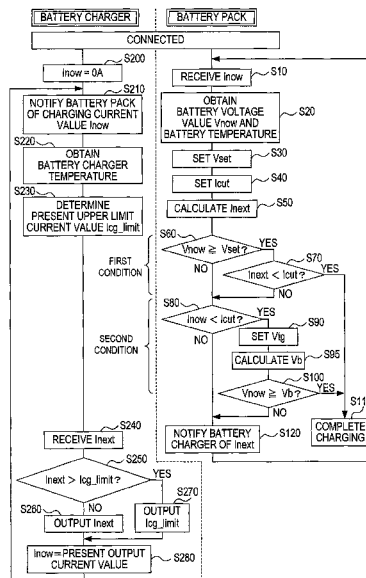 BATTERY CHARGER
BATTERY PACK
CONNECTED
S200
Inow = 0A
S210
NOTIFY BATTERY PACK
OF CHARGING CURRENT
VALUE Inow
S220
OBTAIN
BATTERY CHARGER
TEMPERATURE
S230
DETERMINE
PRESENT UPPER LIMIT
CURRENT VALUE Icg_limit
FIRST
CONDITION
SECOND
CONDITION
S240
RECEIVE Inext
S250
Inext > Icg_limit?
YES
NO
S270
OUTPUT
Icg_limit
S260
OUTPUT Inext
Inow=PRESENT OUTPUT
CURRENT VALUE
S280
RECEIVE Inow
S10
OBTAIN
BATTERY VOLTAGE
VALUE Vnow AND
BATTERY TEMPERATURE
S20
S30
SET Vset
S40
SET Icut
S50
CALCULATE Inext
S60
Vnow ≧ Vset?
YES
NO
S70
Inext < Icut?
YES
NO
S80
Inow < Icut?
YES
NO
S90
SET Vtg
S95
CALCULATE Vb
S100
Vnow ≧ Vb?
YES
NO
S11
COMPLETE
CHARGING
NOTIFY BATTERY
CHARGER OF Inext
S120